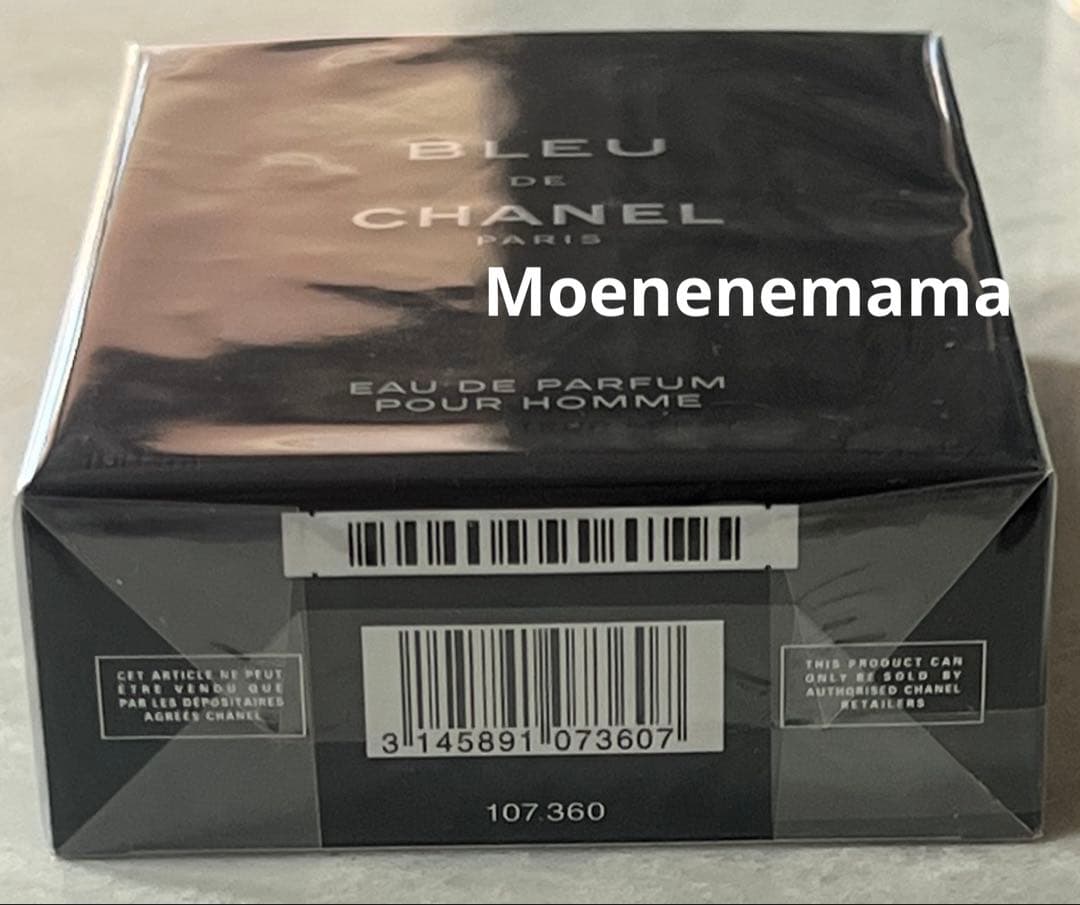 BLEU
DE
CHANEL
PARIS
Moenenemama
EAU DE PARFUM
POUR HOMME
CET ARTICLE NE PEUT
ÊTRE VENDU QUE
PAR LES DÉPOSITAIRES
AGRÉÉS CHANEL
3 145891 073607
107.360
THIS PRODUCT CAN
ONLY BE SOLD BY
AUTHORISED CHANEL
RETAILERS